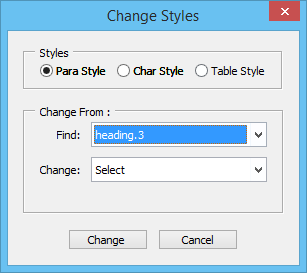 Change Styles
Styles
Para Style Char Style Table Style
Change From :
Find: heading.3
Change: Select
Change Cancel